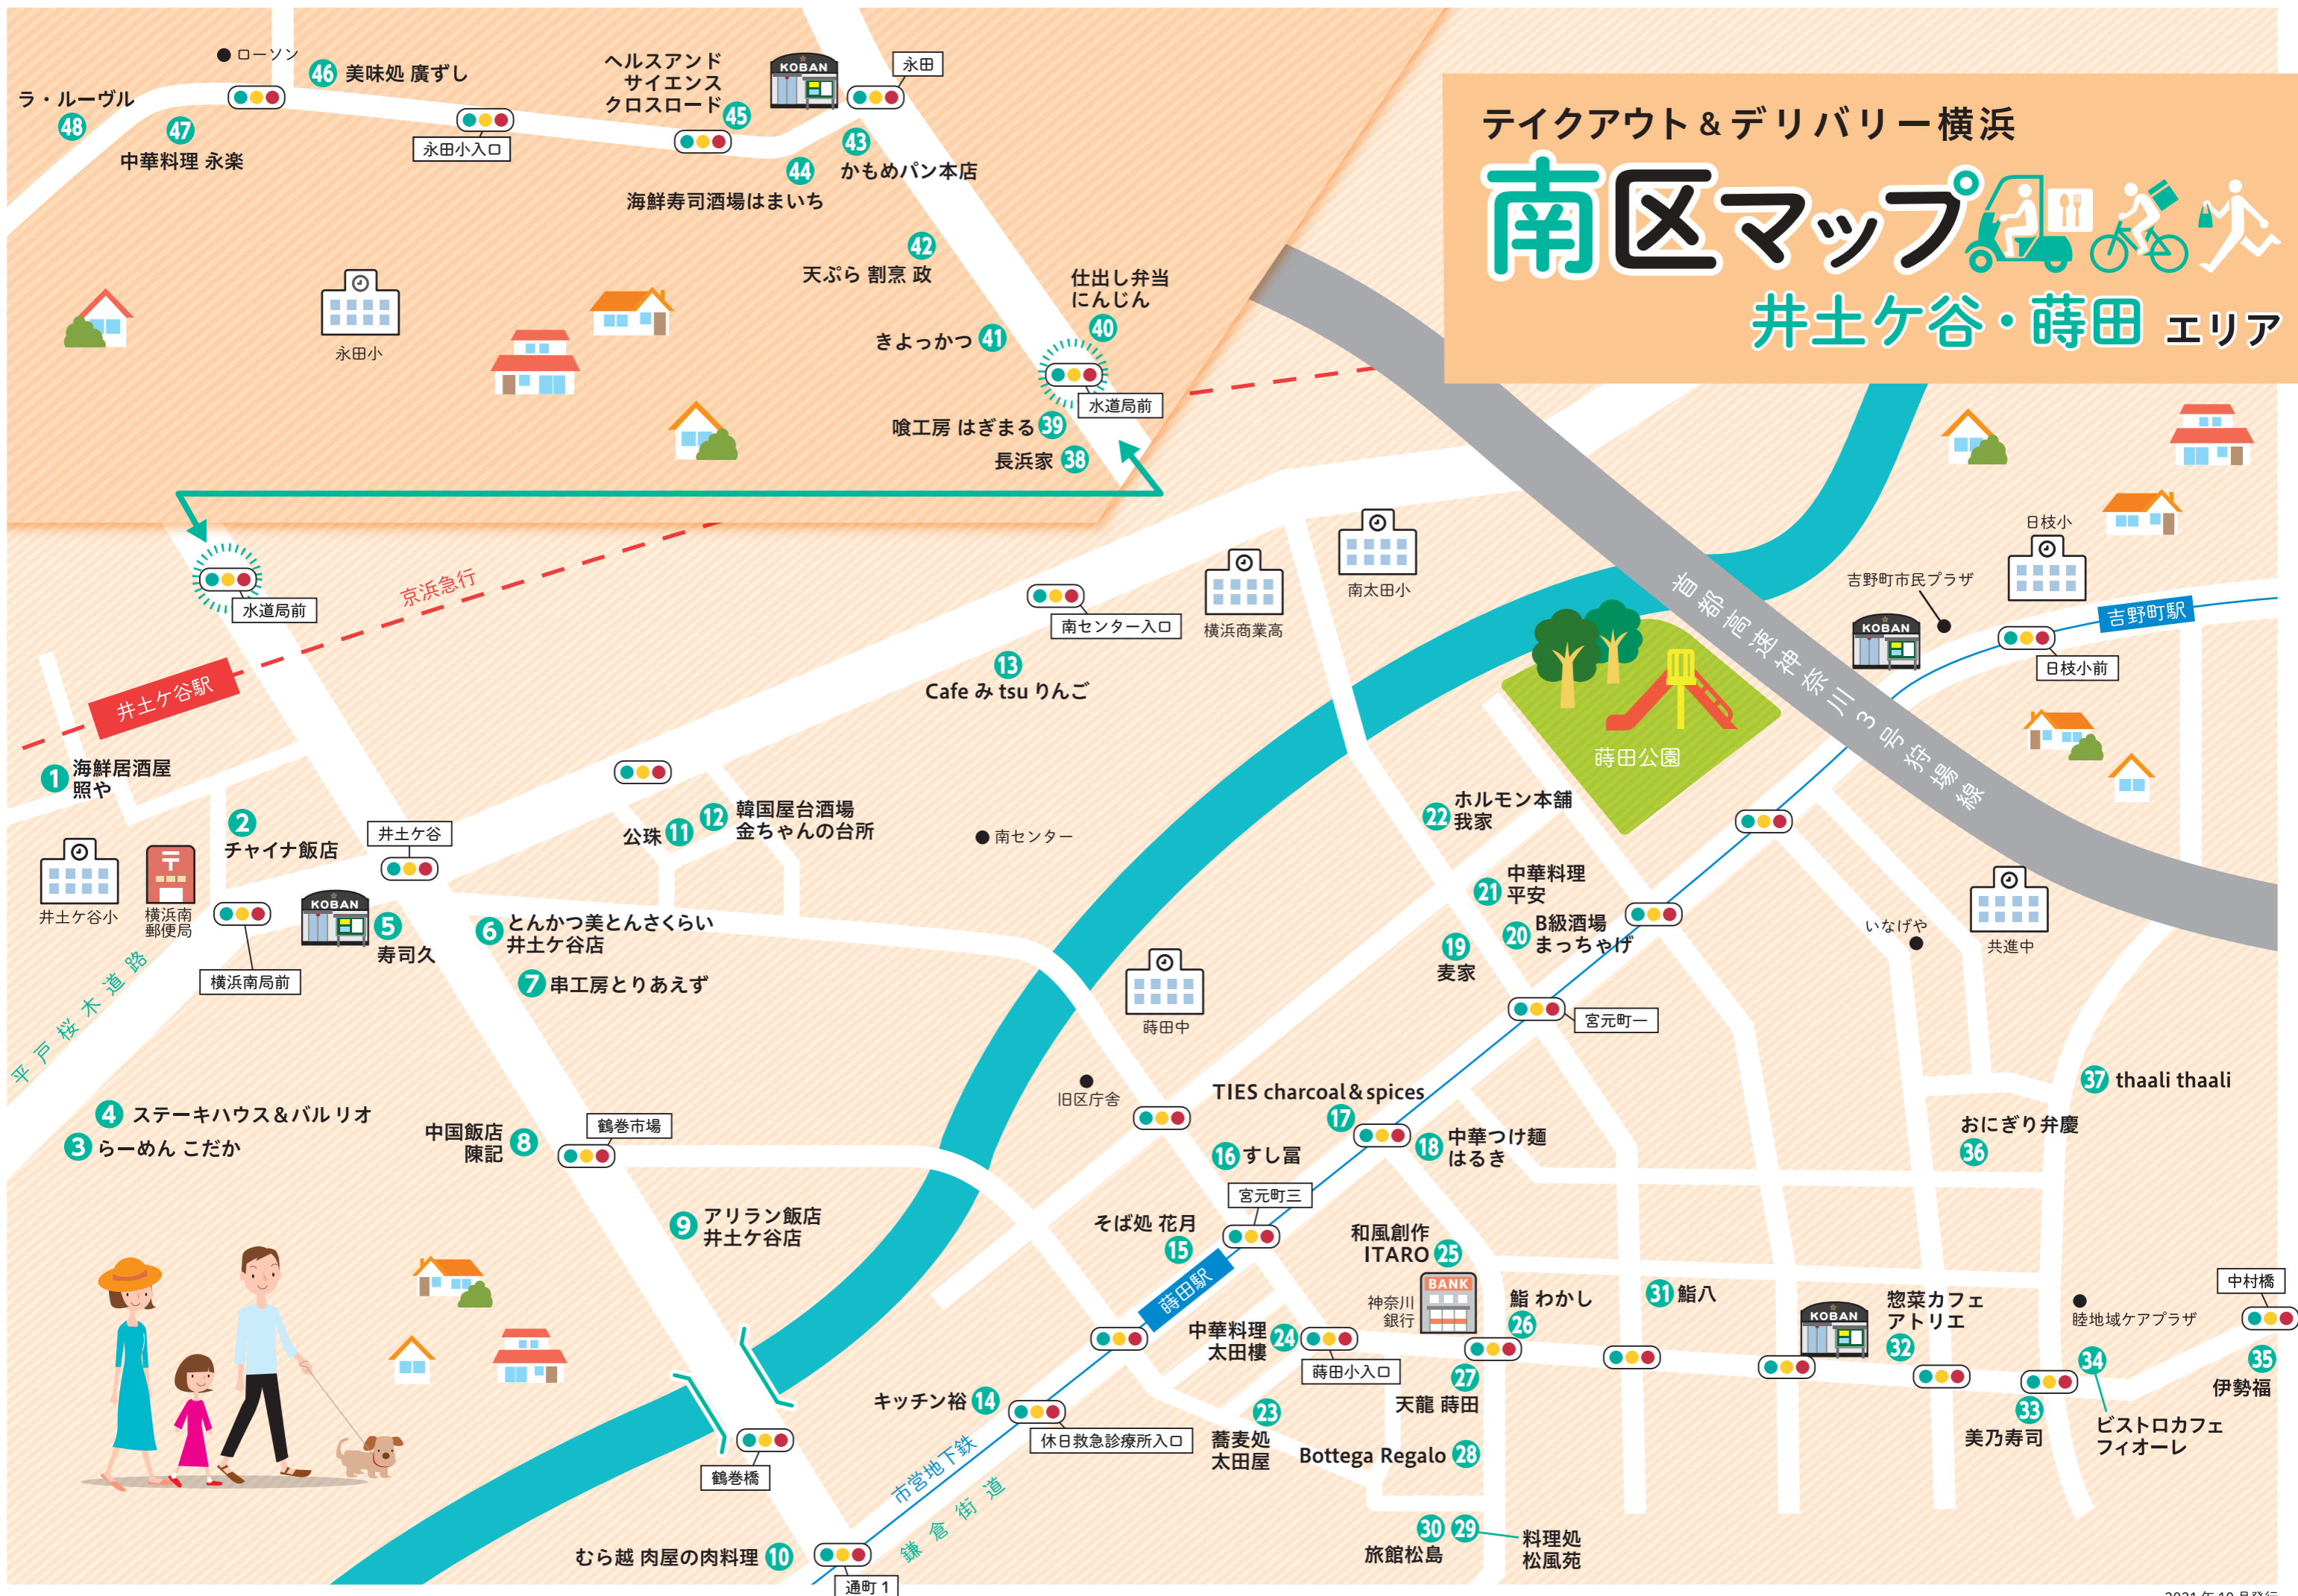 テイクアウト&デリバリー横浜
南区マップ
井土ケ谷・蒔田 エリア
ローソン
46 美味処 廣ずし
ラ・ルーヴル
48
47
中華料理 永楽
永田小入口
ヘルスアンド
サイエンス
クロスロード
45
KOBAN
永田
43
かもめパン本店
44
海鮮寿司酒場はまいち
42
天ぷら 割烹 政
仕出し弁当
にんじん
40
きよっかつ 41
水道局前
喰工房 はぎまる 39
長浜家 38
永田小
水道局前
京浜急行
井土ケ谷駅
1 海鮮居酒屋
照や
2
チャイナ飯店
井土ケ谷
井土ケ谷小
横浜南
郵便局
KOBAN
5
寿司久
横浜南局前
平戸桜木道路
4 ステーキハウス&バル リオ
3 らーめん こだか
6 とんかつ美とんさくらい
井土ケ谷店
7 串工房とりあえず
公珠 11
12 韓国屋台酒場
金ちゃんの台所
13
Cafe み tsu りんご
南センター入口
横浜商業高
南太田小
南センター
首都高速神奈川3号狩場線
蒔田公園
吉野町市民プラザ
KOBAN
日枝小
吉野町駅
日枝小前
22 ホルモン本舗
我家
21 中華料理
平安
20 B級酒場
まっちゃげ
19
麦家
宮元町一
いなげや
共進中
蒔田中
旧区庁舎
TIES charcoal&spices
17
18 中華つけ麺
はるき
16 すし冨
宮元町三
そば処 花月
15
蒔田駅
中国飯店
陳記 8
鶴巻市場
9 アリラン飯店
井土ケ谷店
和風創作
ITARO 25
BANK
神奈川
銀行
鮨 わかし
26
31 鮨八
37 thaali thaali
おにぎり弁慶
36
KOBAN
惣菜カフェ
アトリエ
32
睦地域ケアプラザ
中村橋
35
伊勢福
34
ビストロカフェ
フィオーレ
33
美乃寿司
中華料理
太田樓 24
蒔田小入口
27
天龍 蒔田
23
蕎麦処
太田屋
Bottega Regalo 28
キッチン裕 14
休日救急診療所入口
市営地下鉄
鎌倉街道
鶴巻橋
むら越 肉屋の肉料理 10
通町1
30 29
旅館松島
料理処
松風苑
2021年10月発行